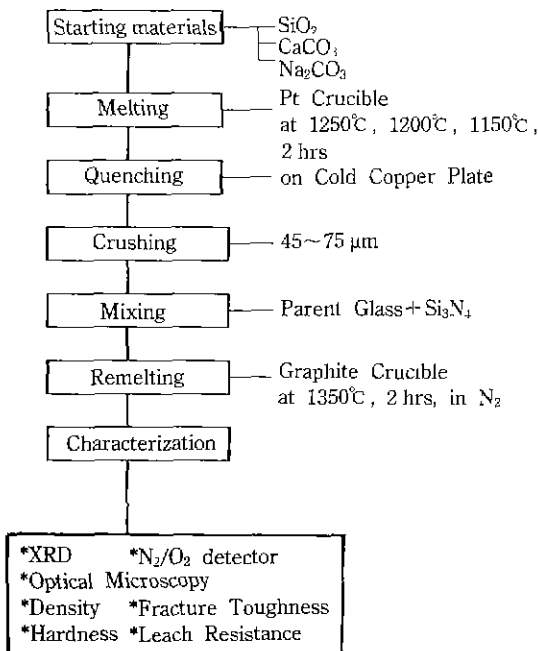 Starting materials SiO₂
CaCO₃
Na₂CO₃
Melting Pt Crucible
at 1250℃, 1200℃, 1150℃,
2 hrs
Quenching on Cold Copper Plate
Crushing 45~75 μm
Mixing Parent Glass+Si₃N₄
Remelting Graphite Crucible
at 1350℃, 2 hrs, in N₂
Characterization
*XRD *N₂/O₂ detector
*Optical Microscopy
*Density *Fracture Toughness
*Hardness *Leach Resistance